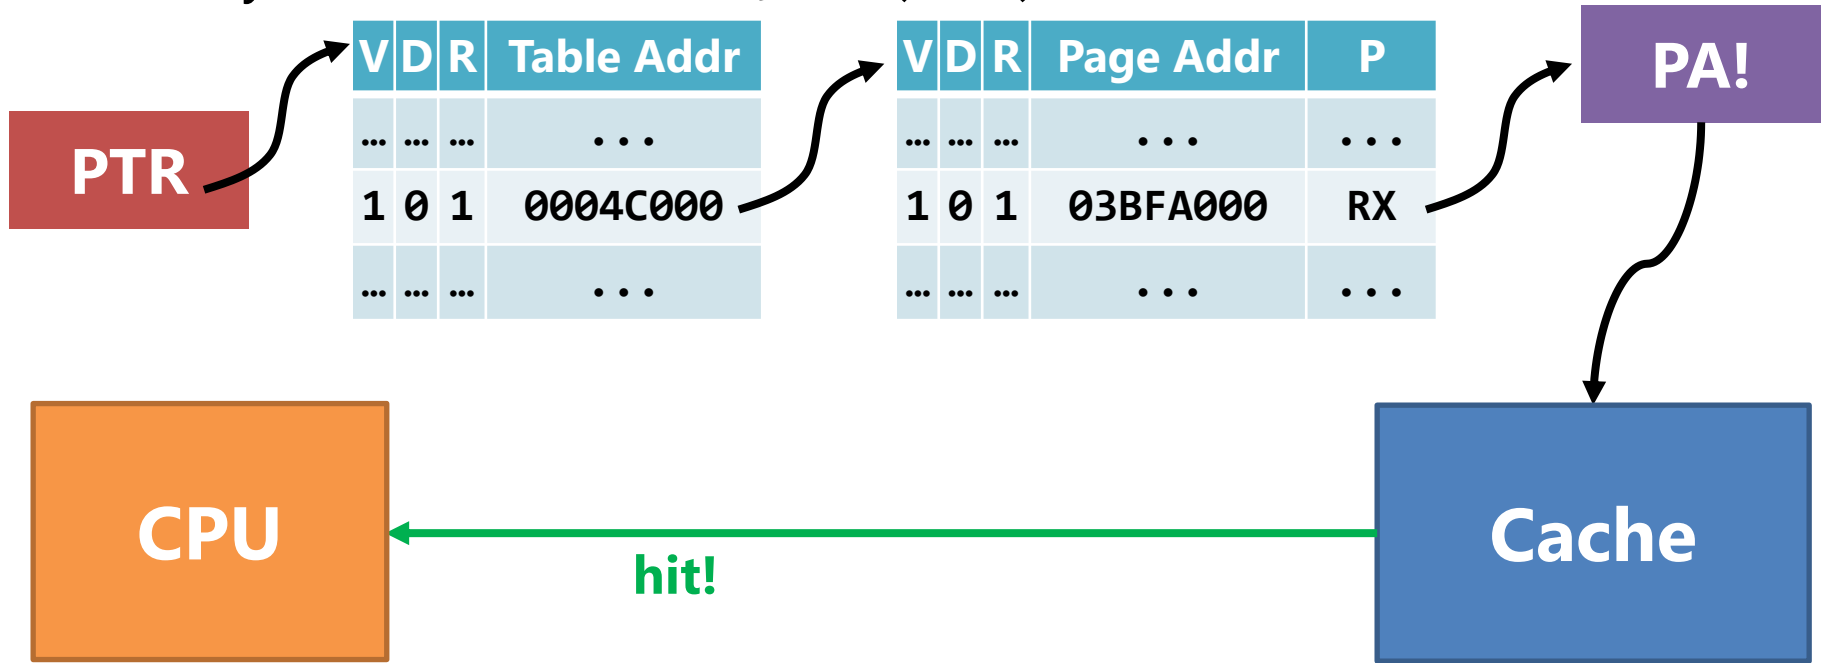 V D R Table Addr
… … … ...
1 0 1 0004C000
… … … ...
V D R Page Addr P
… … … ... ...
1 0 1 03BFA000 RX
… … … ... ...
PA!
PTR
CPU
hit!
Cache